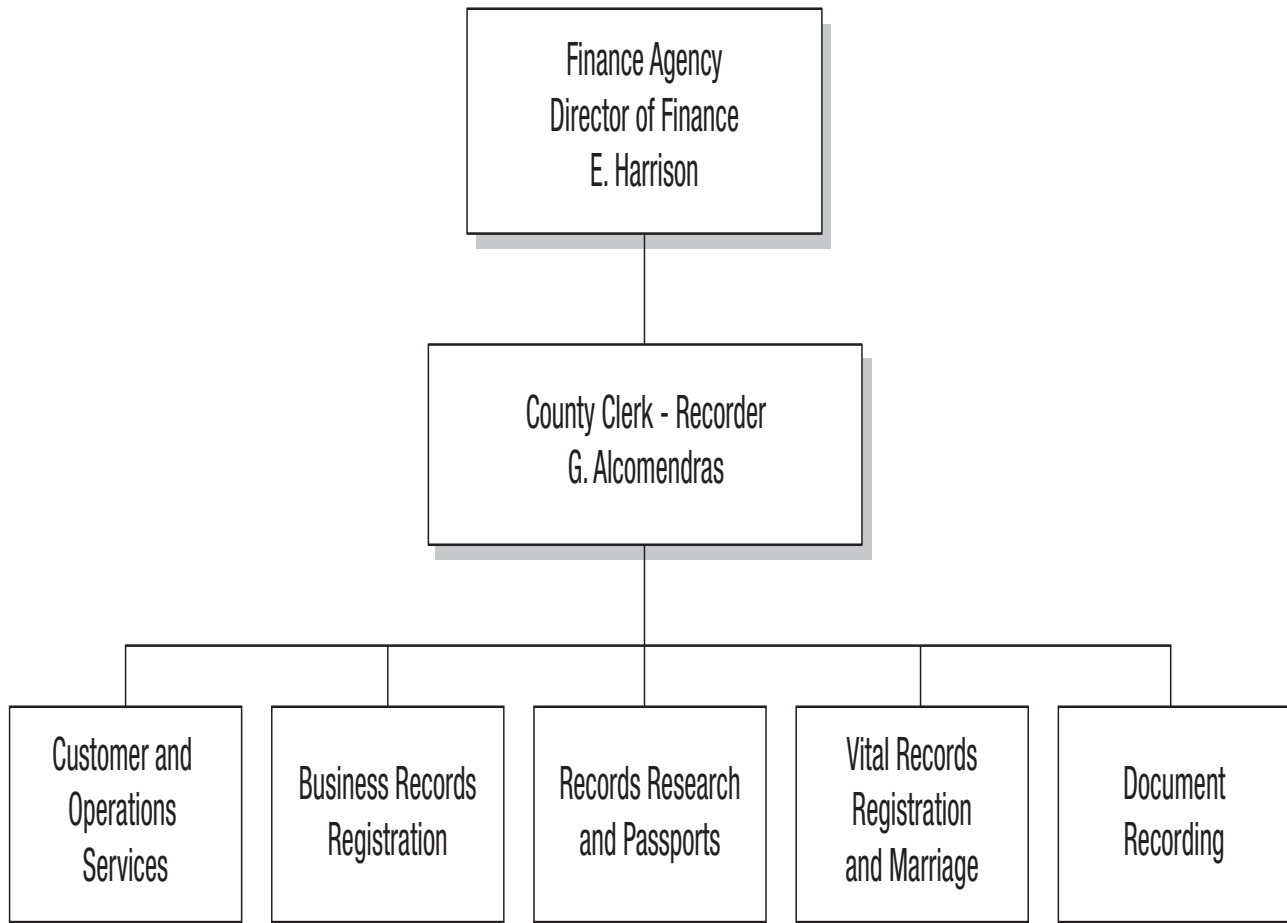 Finance Agency
Director of Finance
E. Harrison
County Clerk - Recorder
G. Alcomendras
Customer and
Operations
Services
Business Records
Registration
Records Research
and Passports
Vital Records
Registration
and Marriage
Document
Recording